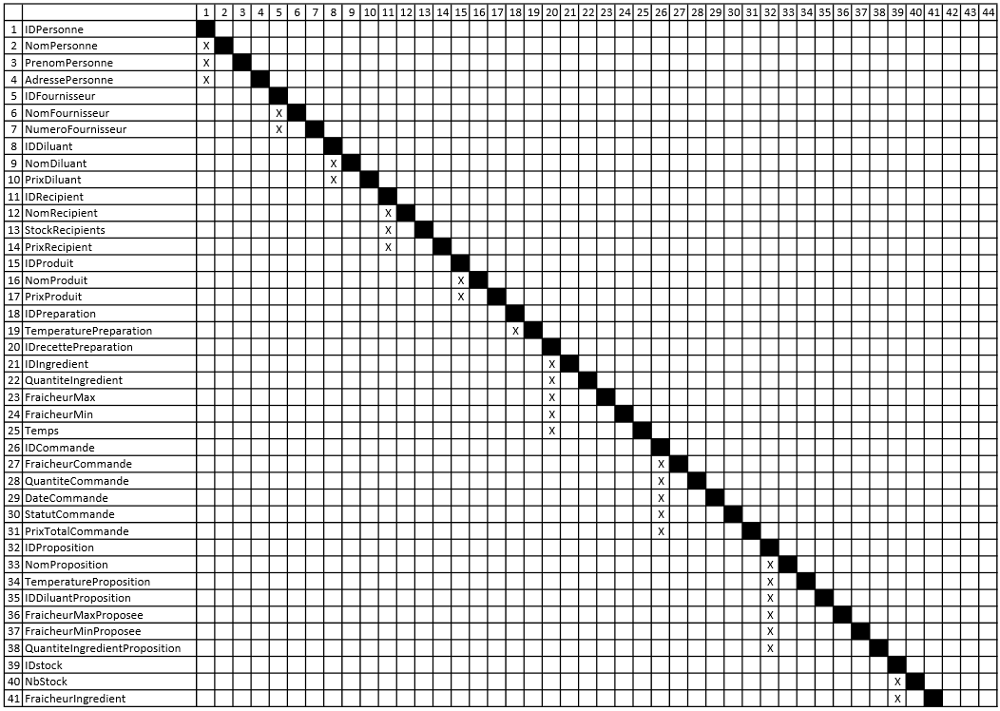 1 2 3 4 5 6 7 8 9 10 11 12 13 14 15 16 17 18 19 20 21 22 23 24 25 26 27 28 29 30 31 32 33 34 35 36 37 38 39 40 41 42 43 44
1 IDPersonne
2 NomPersonne X
3 PrenomPersonne X
4 AdressePersonne X
5 IDFournisseur
6 NomFournisseur X
7 NumeroFournisseur X
8 IDDiluant
9 NomDiluant X
10 PrixDiluant X
11 IDRecipient
12 NomRecipient X
13 StockRecipients X
14 PrixRecipient X
15 IDProduit
16 NomProduit X
17 PrixProduit X
18 IDPreparation
19 TemperaturePreparation X
20 IDrecettePreparation
21 IDIngredient X
22 QuantiteIngredient X
23 FraicheurMax X
24 FraicheurMin X
25 Temps X
26 IDCommande
27 FraicheurCommande X
28 QuantiteCommande X
29 DateCommande X
30 StatutCommande X
31 PrixTotalCommande X
32 IDProposition
33 NomProposition X
34 TemperatureProposition X
35 IDDiluantProposition X
36 FraicheurMaxProposee X
37 FraicheurMinProposee X
38 QuantiteIngredientProposition X
39 IDstock
40 NbStock X
41 FraicheurIngredient X